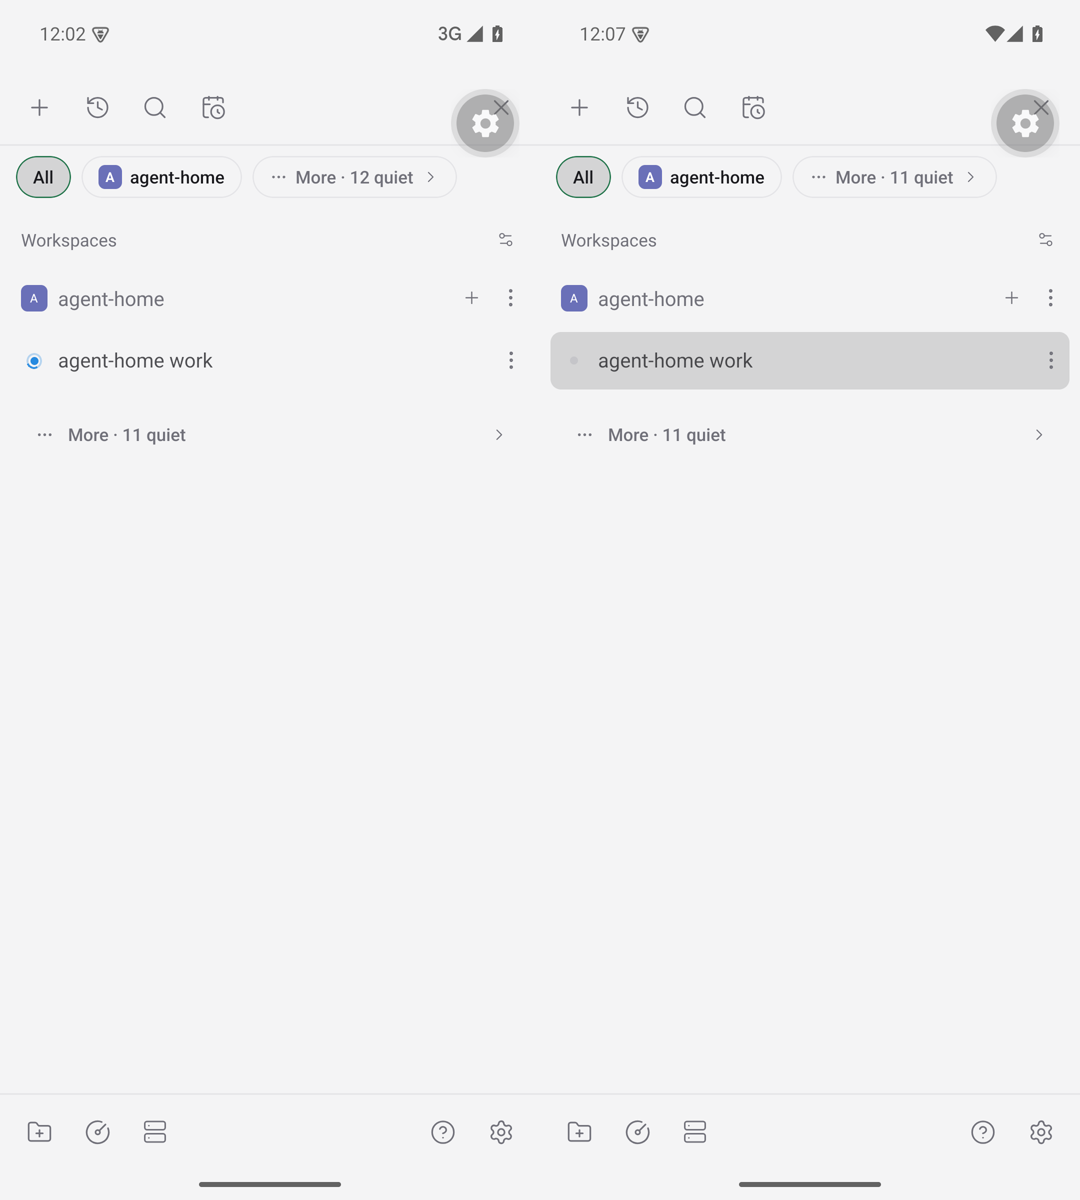 12:02
3G
All
A agent-home
··· More · 12 quiet
Workspaces
A agent-home
agent-home work
··· More · 11 quiet
12:07
All
A agent-home
··· More · 11 quiet
Workspaces
A agent-home
agent-home work
··· More · 11 quiet